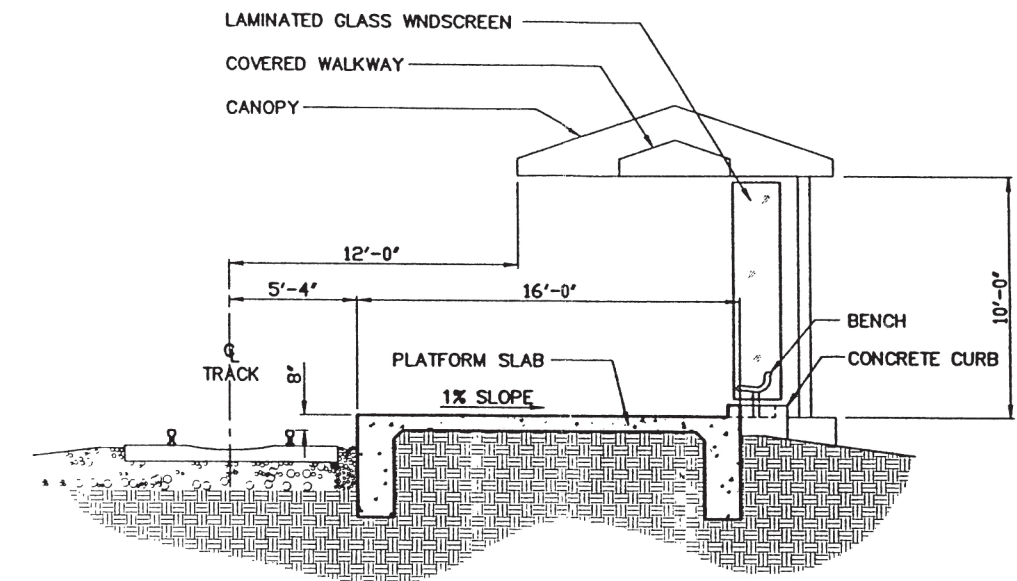 LAMINATED GLASS WNDSCREEN
COVERED WALKWAY
CANOPY
12'-0"
5'-4"
16'-0"
10'-0"
BENCH
CONCRETE CURB
PLATFORM SLAB
℄
TRACK
8"
1% SLOPE